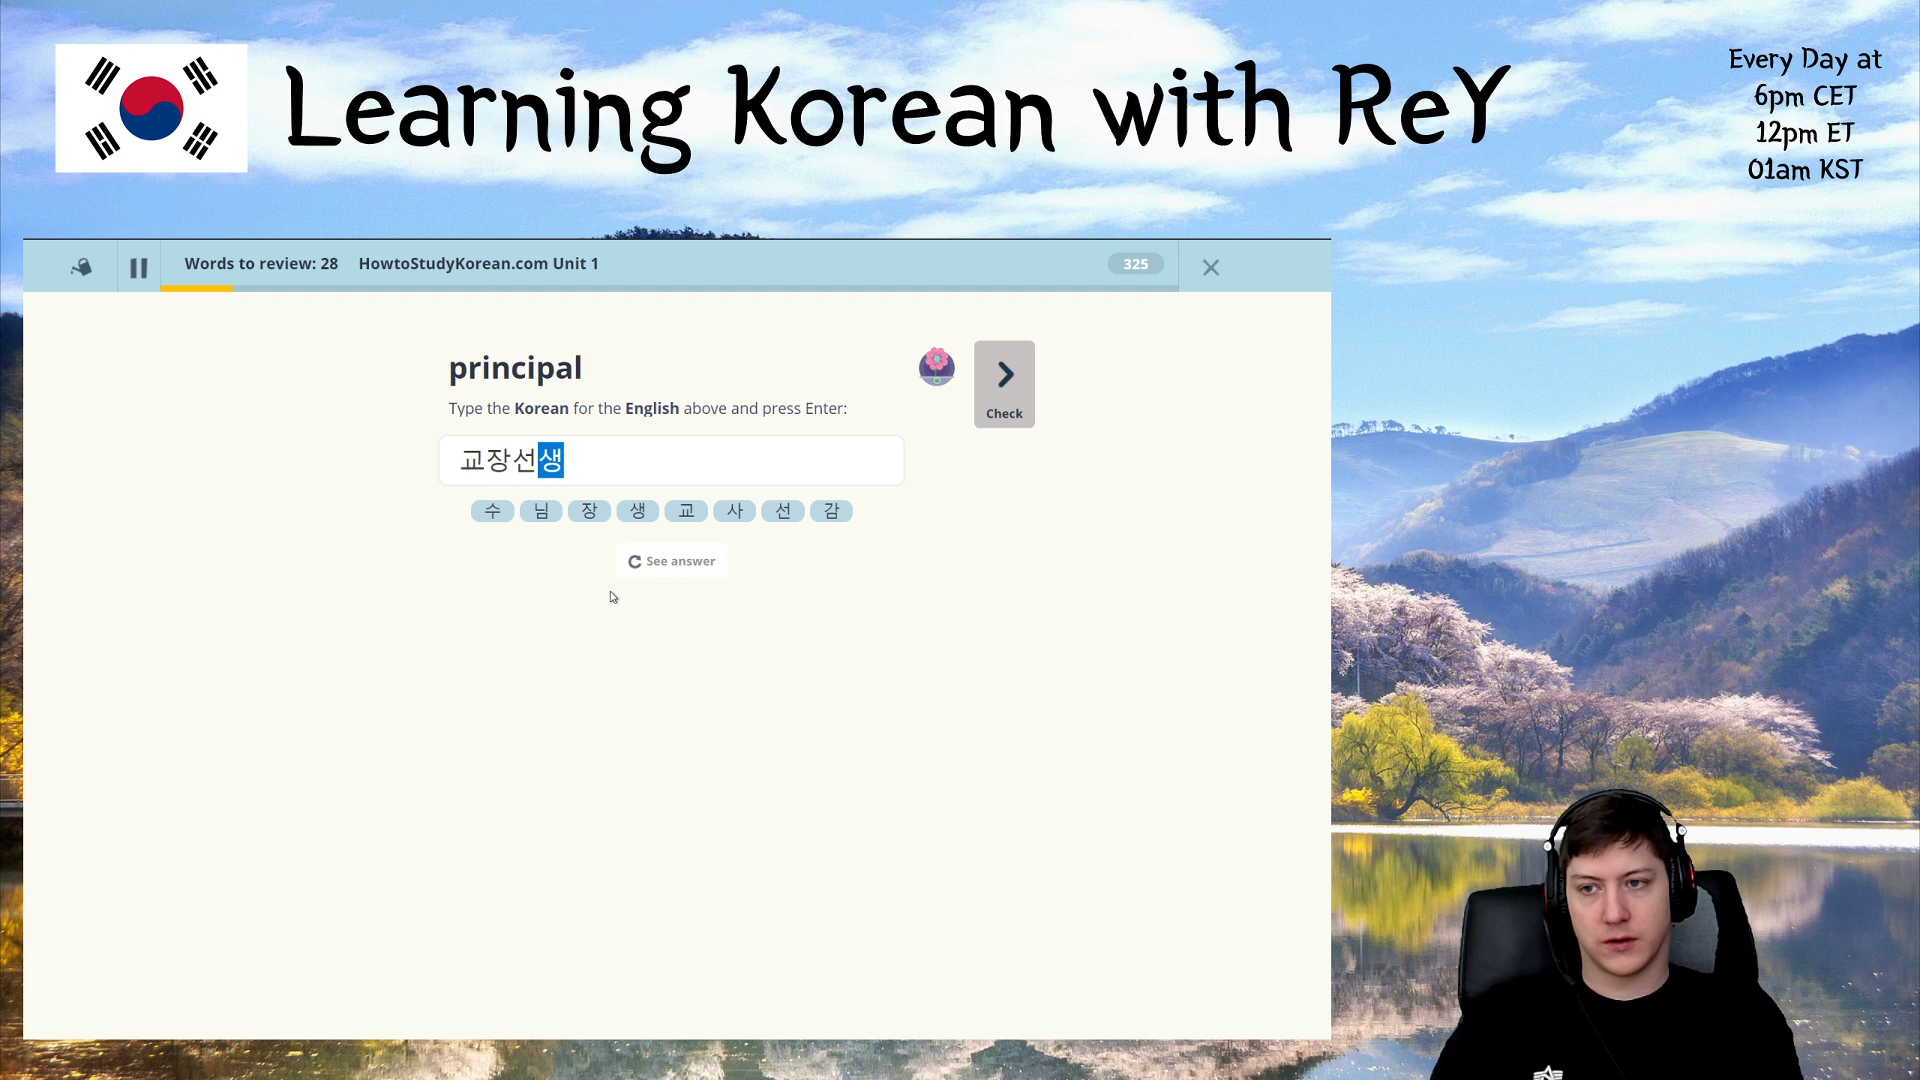 Learning Korean with ReY
Every Day at
6pm CET
12pm ET
01am KST
Words to review: 28 HowtoStudyKorean.com Unit 1
325
principal
Type the Korean for the English above and press Enter:
Check
교장선생
수 님 장 생 교 사 선 감
See answer